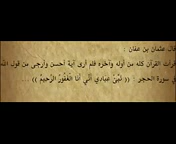 قال عثمان بن عفان :
قرأت القرآن كله من أوله وآخره فلم أرى آية أحسن وأرجى من قول الله
في سورة الحجر : (( نَبِّئْ عِبَادِي أَنِّي أَنَا الْغَفُورُ الرَّحِيمُ ))